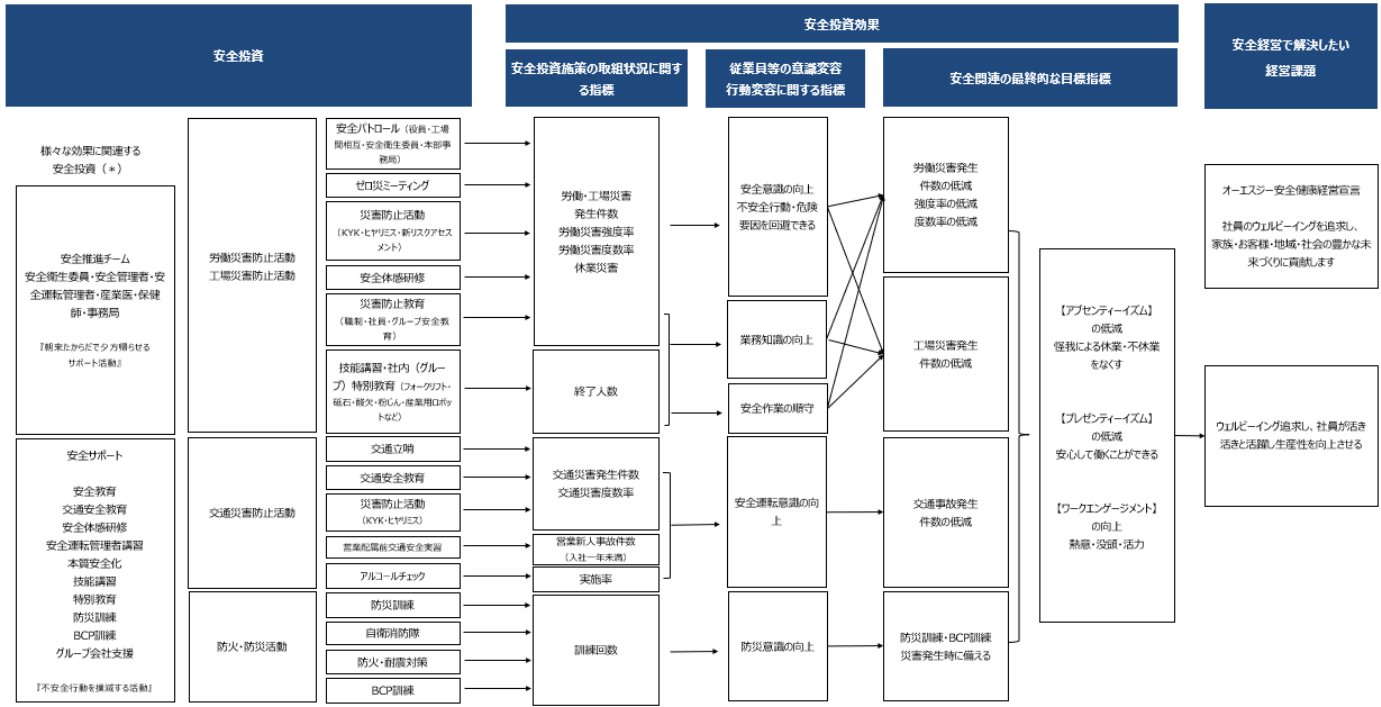 安全投資
安全投資効果
安全投資施策の取組状況に関す
る指標
従業員等の意識変容
行動変容に関する指標
安全関連の最終的な目標指標
安全経営で解決したい
経営課題
様々な効果に関連する
安全投資（*）
安全推進チーム
安全衛生委員・安全管理者・安
全運転管理者・産業医・保健
師・事務局
『朝来たからだで夕方帰らせる
サポート活動』
安全サポート
安全教育
交通安全教育
安全体感研修
安全運転管理者講習
本質安全化
技能講習
特別教育
防災訓練
BCP訓練
グループ会社支援
『不安全行動を撲滅する活動』
労働災害防止活動
工場災害防止活動
交通災害防止活動
防火・防災活動
安全パトロール（役員・工場
間相互・安全衛生委員・本部事
務局）
ゼロ災ミーティング
災害防止活動
（KYK・ヒヤリミス・新リスクアセス
メント）
安全体感研修
災害防止教育
（職制・社員・グループ安全教
育）
技能講習・社内（グルー
プ）特別教育（フォークリフト・
砥石・酸欠・粉じん・産業用ロボッ
トなど）
交通立哨
交通安全教育
災害防止活動
（KYK・ヒヤリミス）
営業配属前交通安全実習
アルコールチェック
防災訓練
自衛消防隊
防火・耐震対策
BCP訓練
労働・工場災害
発生件数
労働災害強度率
労働災害度数率
休業災害
終了人数
交通災害発生件数
交通災害度数率
営業新人事故件数
（入社一年未満）
実施率
訓練回数
安全意識の向上
不安全行動・危険
要因を回避できる
業務知識の向上
安全作業の順守
安全運転意識の向
上
防災意識の向上
労働災害発生
件数の低減
強度率の低減
度数率の低減
工場災害発生
件数の低減
交通事故発生
件数の低減
防災訓練・BCP訓練
災害発生時に備える
【アブセンティーイズム】
の低減
怪我による休業・不休業
をなくす
【プレゼンティーイズム】
の低減
安心して働くことができる
【ワークエンゲージメント】
の向上
熱意・没頭・活力
オーエスジー安全健康経営宣言
社員のウェルビーイングを追求し、
家族・お客様・地域・社会の豊かな未
来づくりに貢献します
ウェルビーイング追求し、社員が活き
活きと活躍し生産性を向上させる